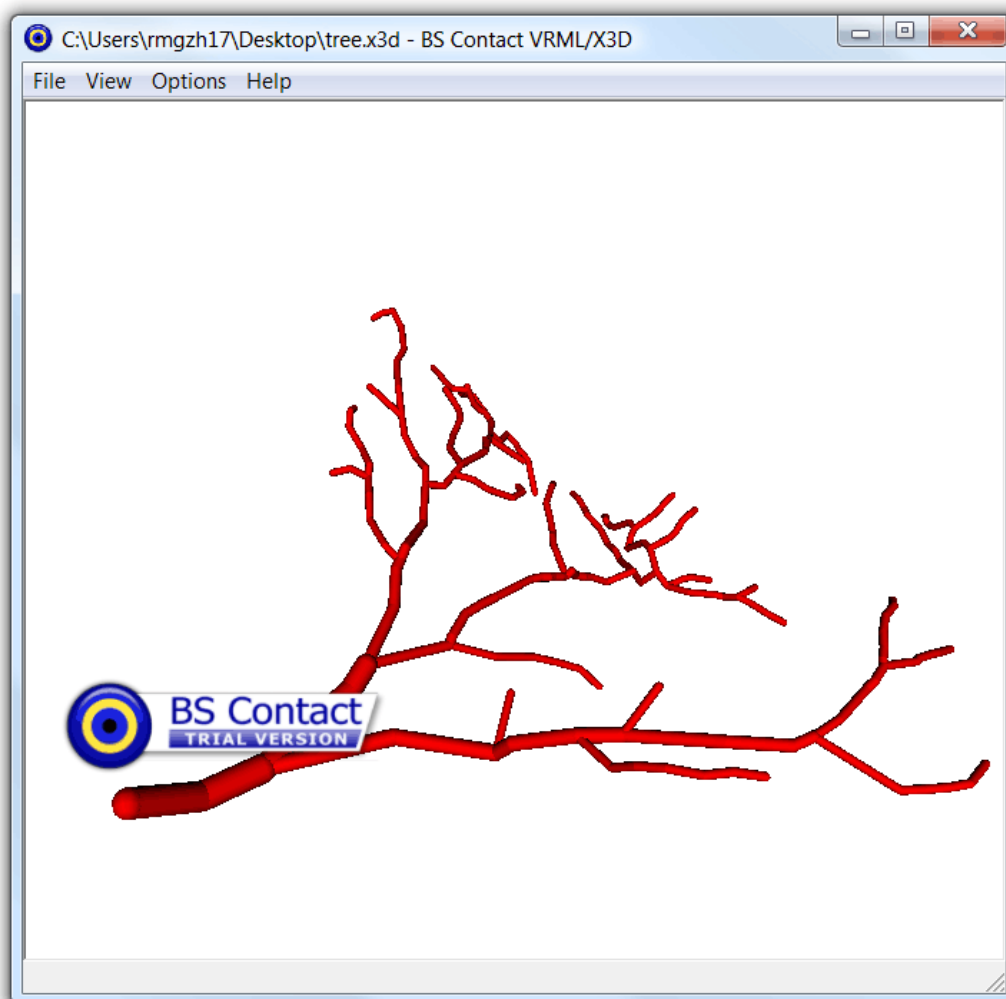 C:\Users\rmgzh17\Desktop\tree.x3d - BS Contact VRML/X3D
File View Options Help
BS Contact
TRIAL VERSION